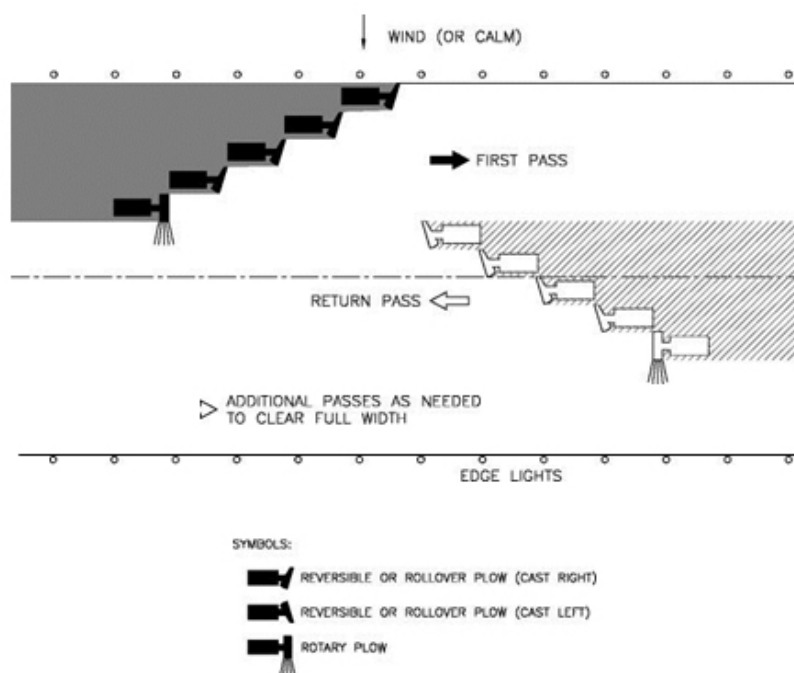 WIND (OR CALM)
FIRST PASS
RETURN PASS
ADDITIONAL PASSES AS NEEDED
TO CLEAR FULL WIDTH
EDGE LIGHTS
SYMBOLS:
REVERSIBLE OR ROLLOVER PLOW (CAST RIGHT)
REVERSIBLE OR ROLLOVER PLOW (CAST LEFT)
ROTARY PLOW